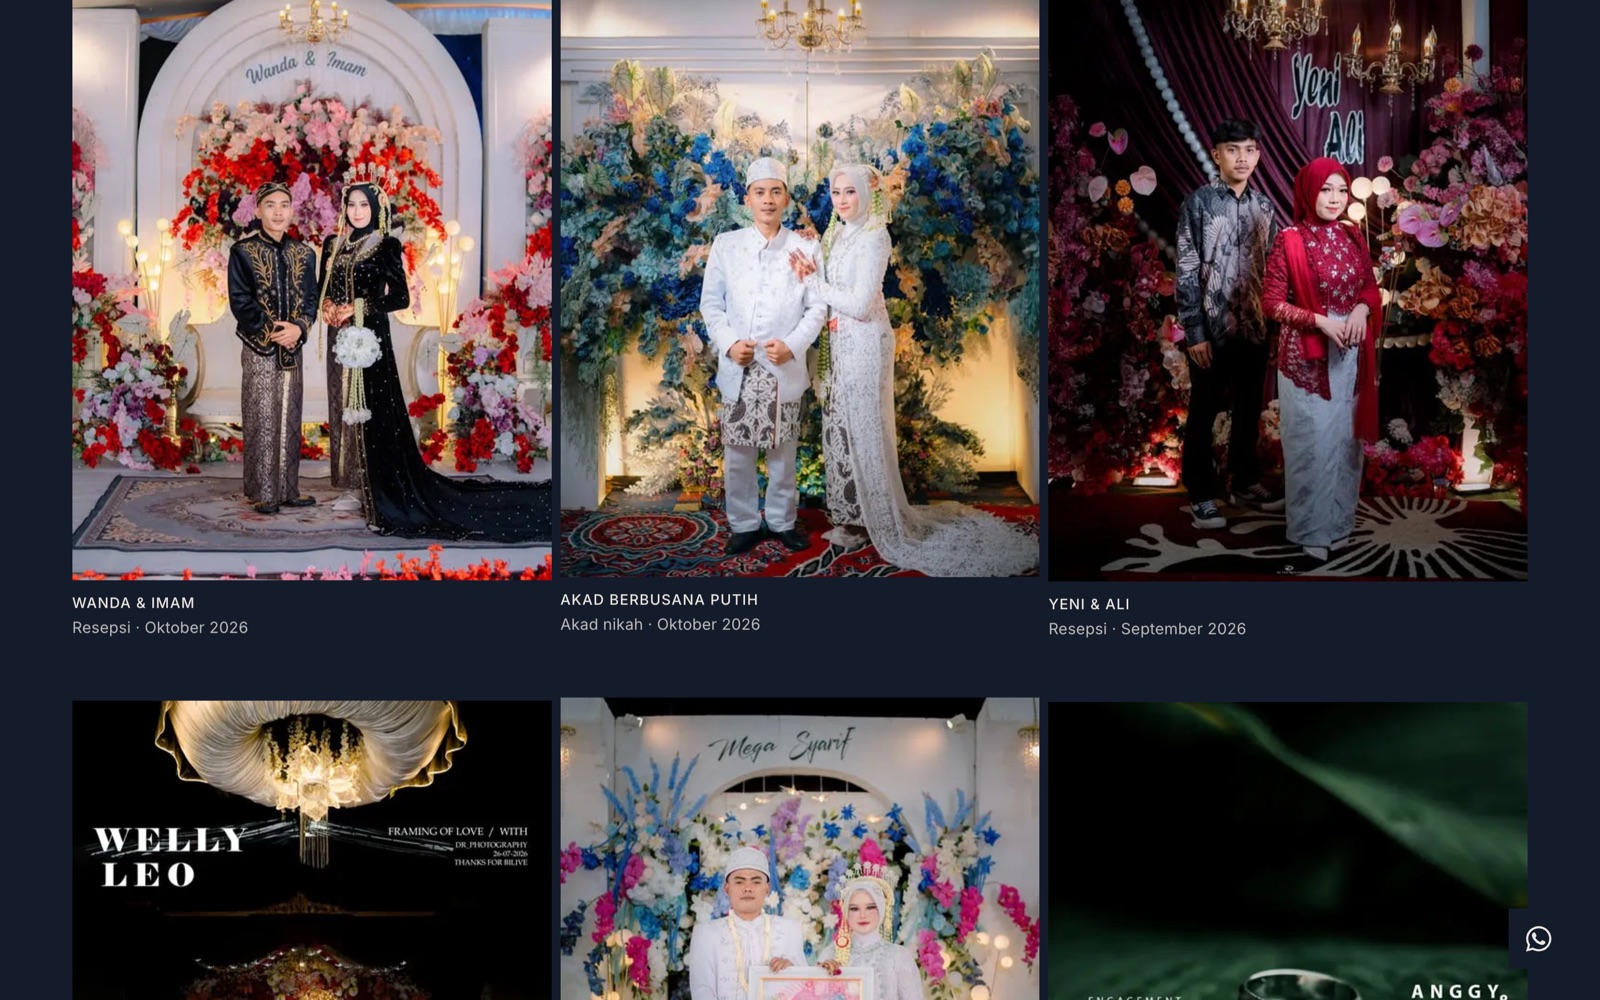 Wanda & Imam
Yeni
Ali
WANDA & IMAM
Resepsi · Oktober 2026
AKAD BERBUSANA PUTIH
Akad nikah · Oktober 2026
YENI & ALI
Resepsi · September 2026
WELLY
LEO
FRAMING OF LOVE / WITH
DR_PHOTOGRAPHY
26-07-2026
THANKS FOR BILIVE
Mega Syarif
ENGAGEMENT
ANGGY
&